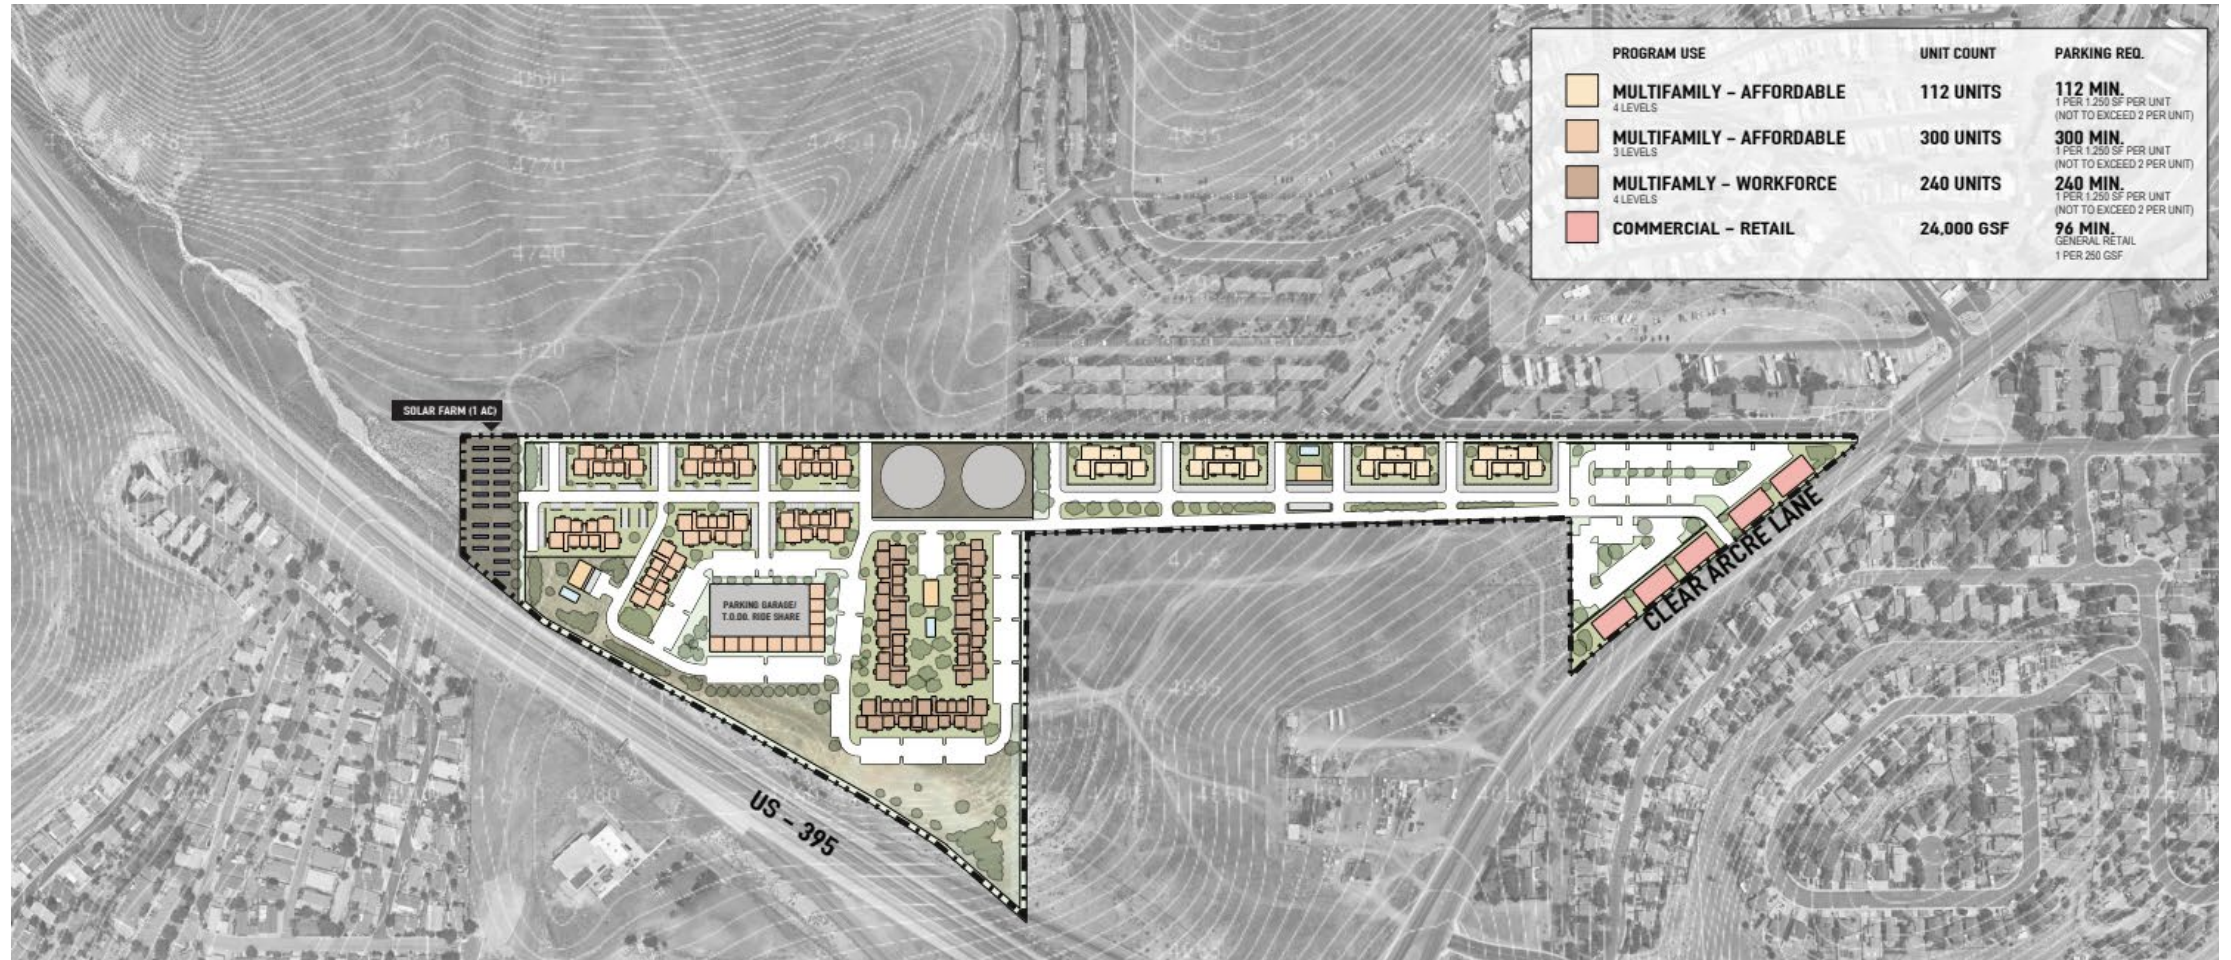 PROGRAM USE UNIT COUNT PARKING REQ.
MULTIFAMILY – AFFORDABLE 112 UNITS 112 MIN.
4 LEVELS 1 PER 1.250 SF PER UNIT
(NOT TO EXCEED 2 PER UNIT)
MULTIFAMILY – AFFORDABLE 300 UNITS 300 MIN.
3 LEVELS 1 PER 1.250 SF PER UNIT
(NOT TO EXCEED 2 PER UNIT)
MULTIFAMLY – WORKFORCE 240 UNITS 240 MIN.
4 LEVELS 1 PER 1.250 SF PER UNIT
(NOT TO EXCEED 2 PER UNIT)
COMMERCIAL – RETAIL 24,000 GSF 96 MIN.
GENERAL RETAIL
1 PER 250 GSF
4720
SOLAR FARM (1 AC)
PARKING GARAGE/
T.O.DD. RIDE SHARE
CLEAR ARCRE LANE
4695
US – 395